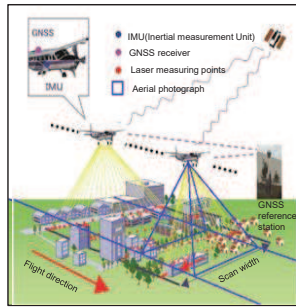 GNSS
IMU
IMU(Inertial measurement Unit)
GNSS receiver
Laser measuring points
Aerial photograph
GNSS
reference
station
Flight direction
Scan width